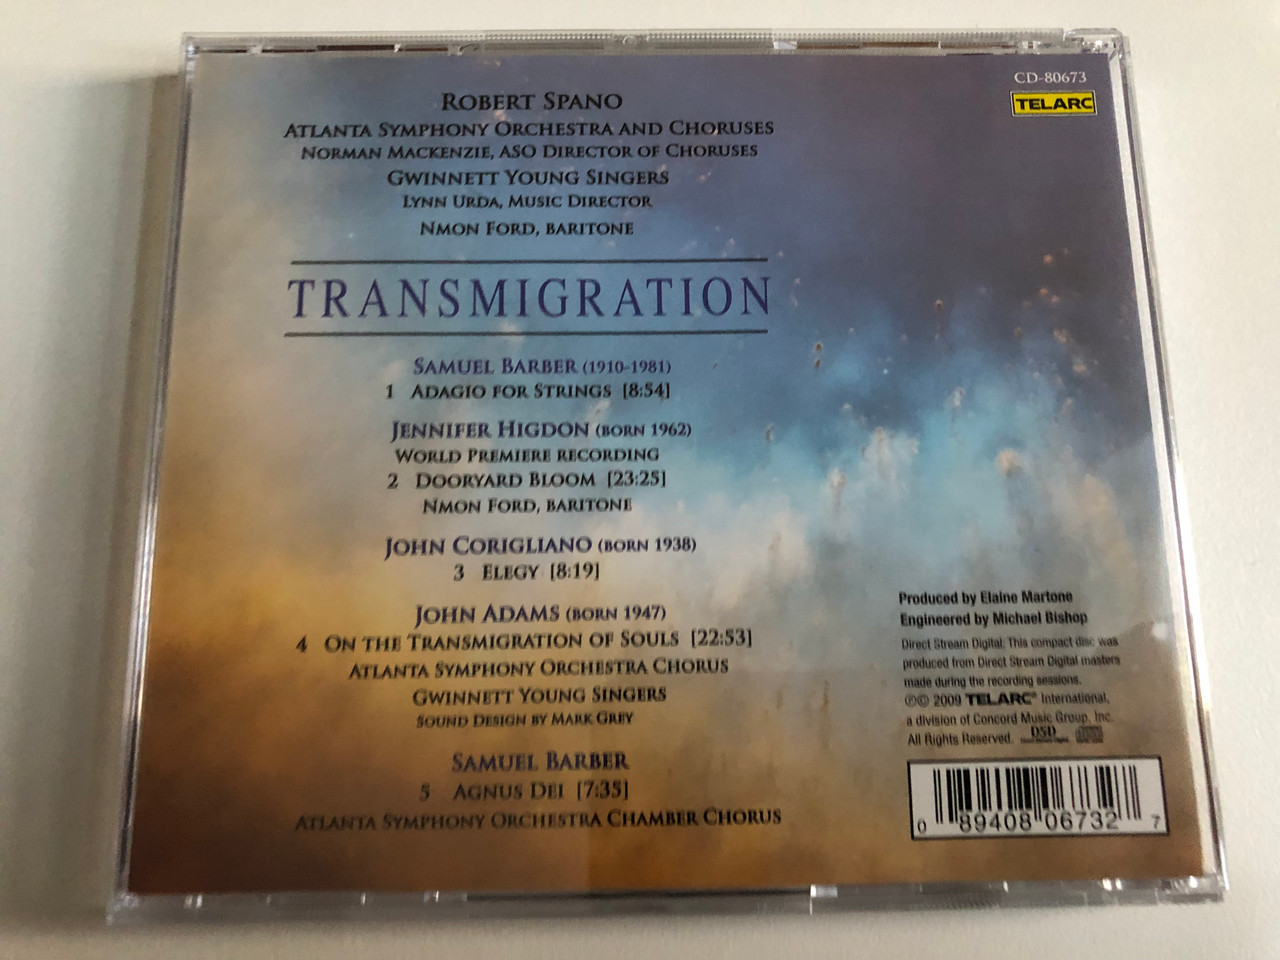 CD-80673
TELARC
Robert Spano
Atlanta Symphony Orchestra and Choruses
Norman Mackenzie, ASO Director of Choruses
Gwinnett Young Singers
Lynn Urda, Music Director
Nmon Ford, baritone
TRANSMIGRATION
Samuel Barber (1910-1981)
1 Adagio for Strings [8:54]
Jennifer Higdon (born 1962)
World Premiere recording
2 Dooryard Bloom [23:25]
Nmon Ford, baritone
John Corigliano (born 1938)
3 Elegy [8:19]
John Adams (born 1947)
4 On the Transmigration of Souls [22:53]
Atlanta Symphony Orchestra Chorus
Gwinnett Young Singers
Sound Design by Mark Grey
Samuel Barber
5 Agnus Dei [7:35]
Atlanta Symphony Orchestra Chamber Chorus
Produced by Elaine Martone
Engineered by Michael Bishop
Direct Stream Digital: This compact disc was
produced from Direct Stream Digital masters
made during the recording sessions.
℗© 2009 TELARC® International,
a division of Concord Music Group, Inc.
All Rights Reserved. DSD
0 89408 06732 7